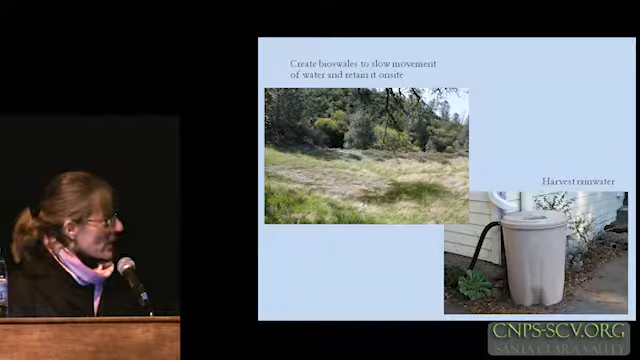 Create bioswales to slow movement
of water and retain it onsite
Harvest rainwater
CNPS-SCV.ORG
SANTA CLARA VALLEY